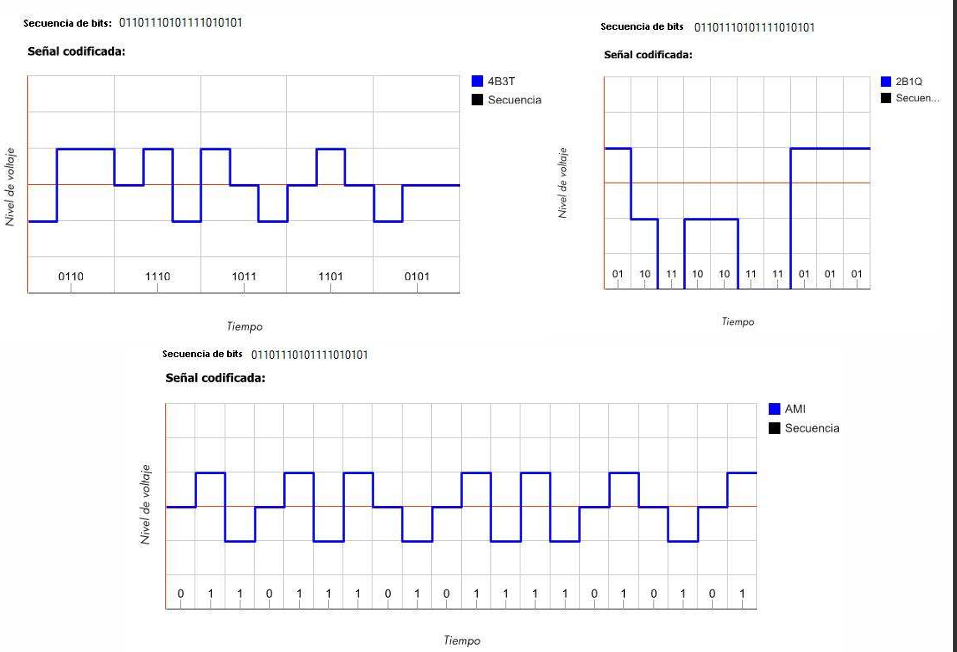 Secuencia de bits: 01101110101111010101
Señal codificada:
4B3T
Secuencia
Nivel de voltaje
0110 1110 1011 1101 0101
Tiempo
Secuencia de bits 01101110101111010101
Señal codificada:
2B1Q
Secuen...
Nivel de voltaje
01 10 11 10 10 11 11 01 01 01
Tiempo
Secuencia de bits 01101110101111010101
Señal codificada:
AMI
Secuencia
Nivel de voltaje
0 1 1 0 1 1 1 0 1 0 1 1 1 1 0 1 0 1 0 1
Tiempo